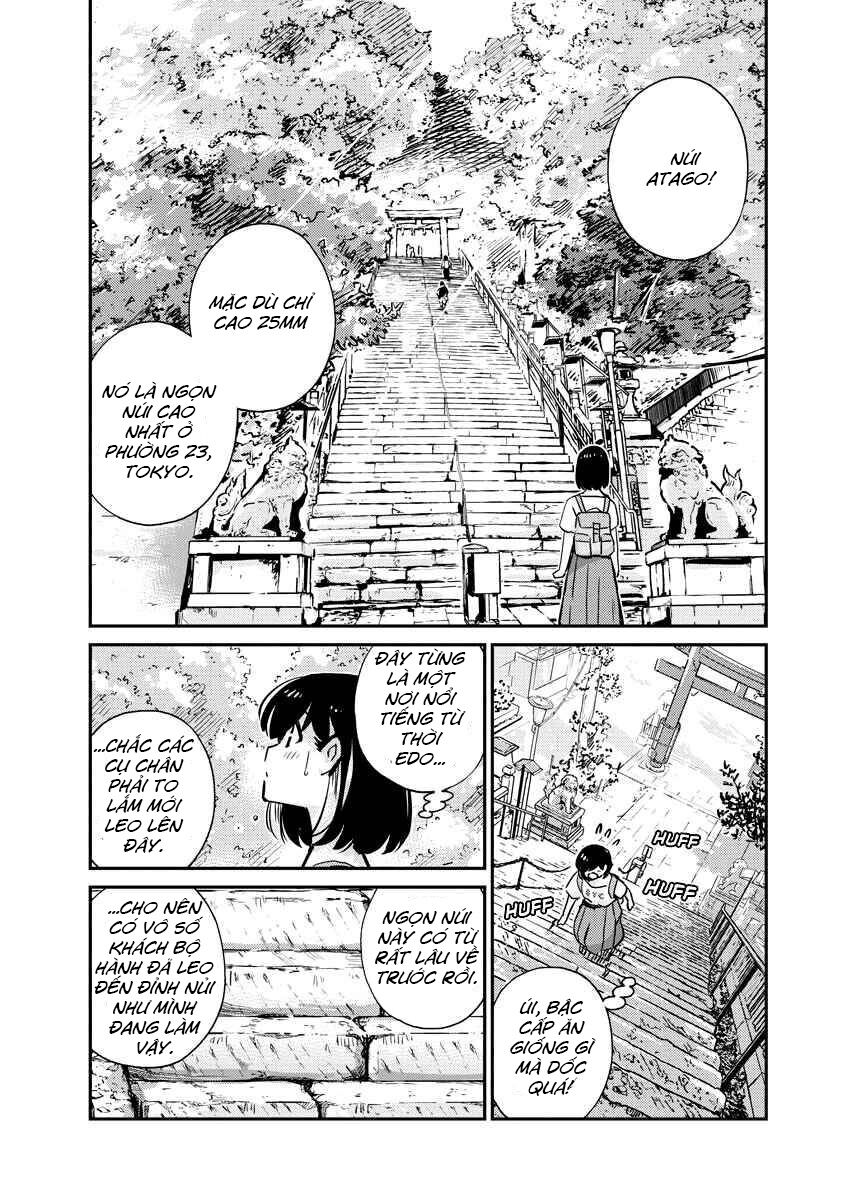 NÚI
ATAGO!
MẶC DÙ CHỈ
CAO 25MM
NÓ LÀ NGỌN
NÚI CAO
NHẤT Ở
PHƯỜNG 23,
TOKYO.
HUFF
HUFF
HUFF
ÚI, BẬC
CẤP ĂN
GIỐNG GÌ
MÀ DỐC
QUÁ!
ĐÂY TỪNG
LÀ MỘT
NƠI NỔI
TIẾNG TỪ
THỜI
EDO...
...CHẮC CÁC
CỤ CHÂN
PHẢI TO
LẮM MỚI
LEO LÊN
ĐÂY.
NGỌN NÚI
NÀY CÓ TỪ
RẤT LÂU VỀ
TRƯỚC RỒI.
...CHO NÊN
CÓ VÔ SỐ
KHÁCH BỘ
HÀNH ĐÃ LEO
ĐẾN ĐỈNH NÚI
NHƯ MÌNH
ĐANG LÀM
VẬY.